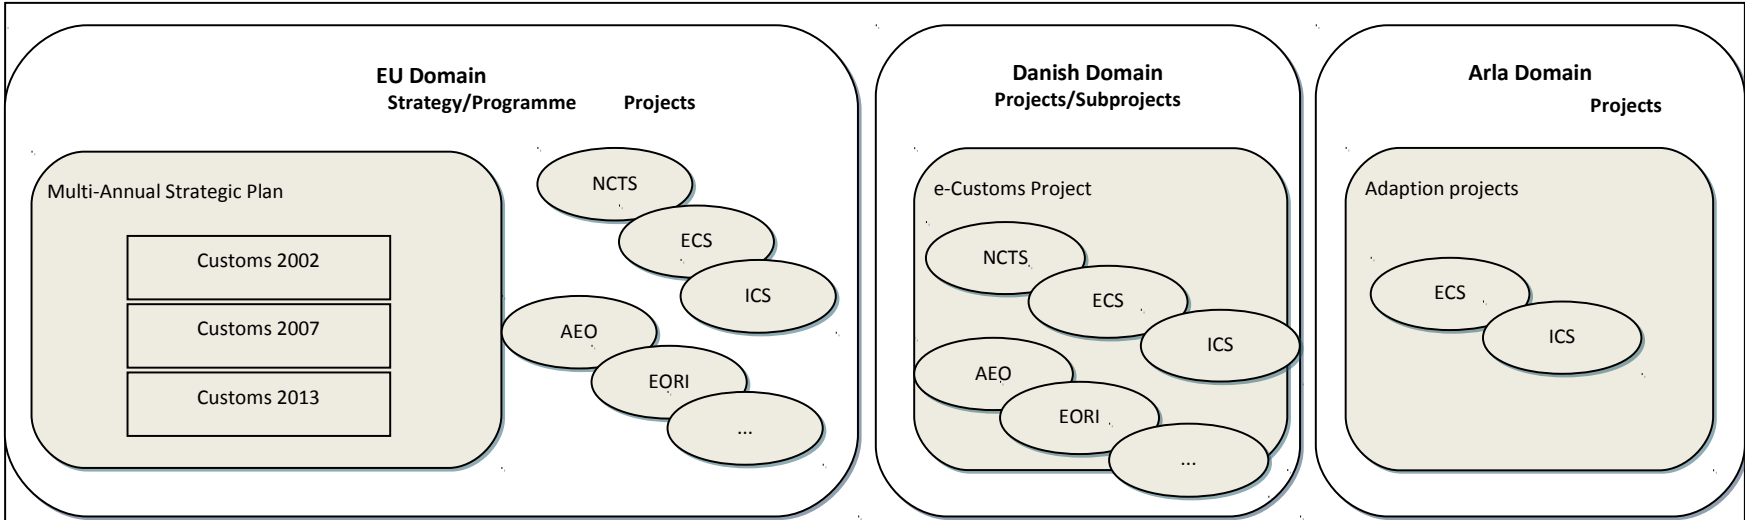 EU Domain
Strategy/Programme
Projects
Multi-Annual Strategic Plan
Customs 2002
Customs 2007
Customs 2013
NCTS
ECS
ICS
AEO
EORI
...
Danish Domain
Projects/Subprojects
e-Customs Project
NCTS
ECS
ICS
AEO
EORI
...
Arla Domain
Projects
Adaption projects
ECS
ICS